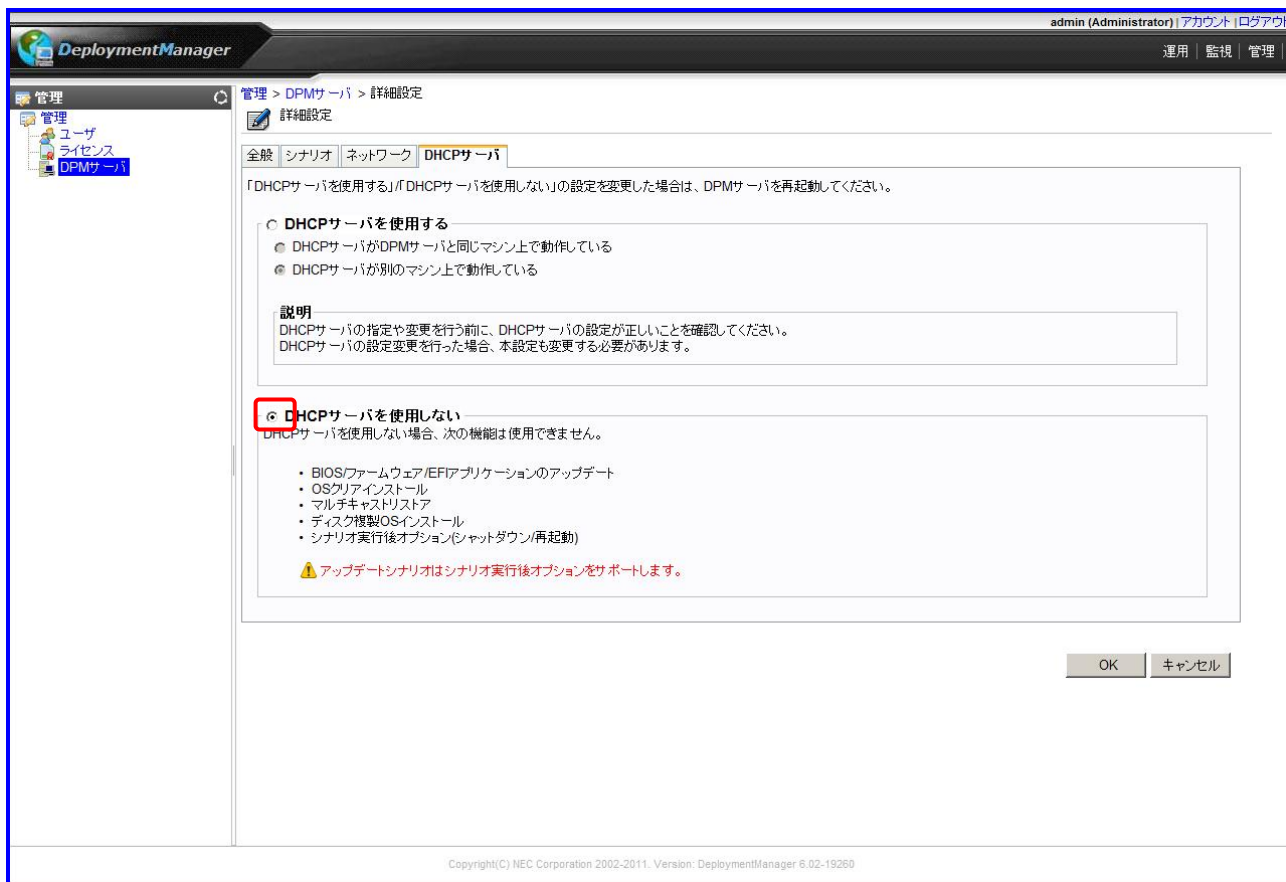 admin (Administrator) | アカウント | ログアウト
DeploymentManager
運用 | 監視 | 管理 |
管理
管理
ユーザ
ライセンス
DPMサーバ
管理 > DPMサーバ > 詳細設定
詳細設定
全般 シナリオ ネットワーク DHCPサーバ
「DHCPサーバを使用する」/「DHCPサーバを使用しない」の設定を変更した場合は、DPMサーバを再起動してください。
DHCPサーバを使用する
DHCPサーバがDPMサーバと同じマシン上で動作している
DHCPサーバが別のマシン上で動作している
説明
DHCPサーバの指定や変更を行う前に、DHCPサーバの設定が正しいことを確認してください。
DHCPサーバの設定変更を行った場合、本設定も変更する必要があります。
DHCPサーバを使用しない
DHCPサーバを使用しない場合、次の機能は使用できません。
• BIOS/ファームウェア/EFIアプリケーションのアップデート
• OSクリアインストール
• マルチキャストリストア
• ディスク複製OSインストール
• シナリオ実行後オプション(シャットダウン/再起動)
アップデートシナリオはシナリオ実行後オプションをサポートします。
OK キャンセル
Copyright(C) NEC Corporation 2002-2011. Version: DeploymentManager 6.02-19260